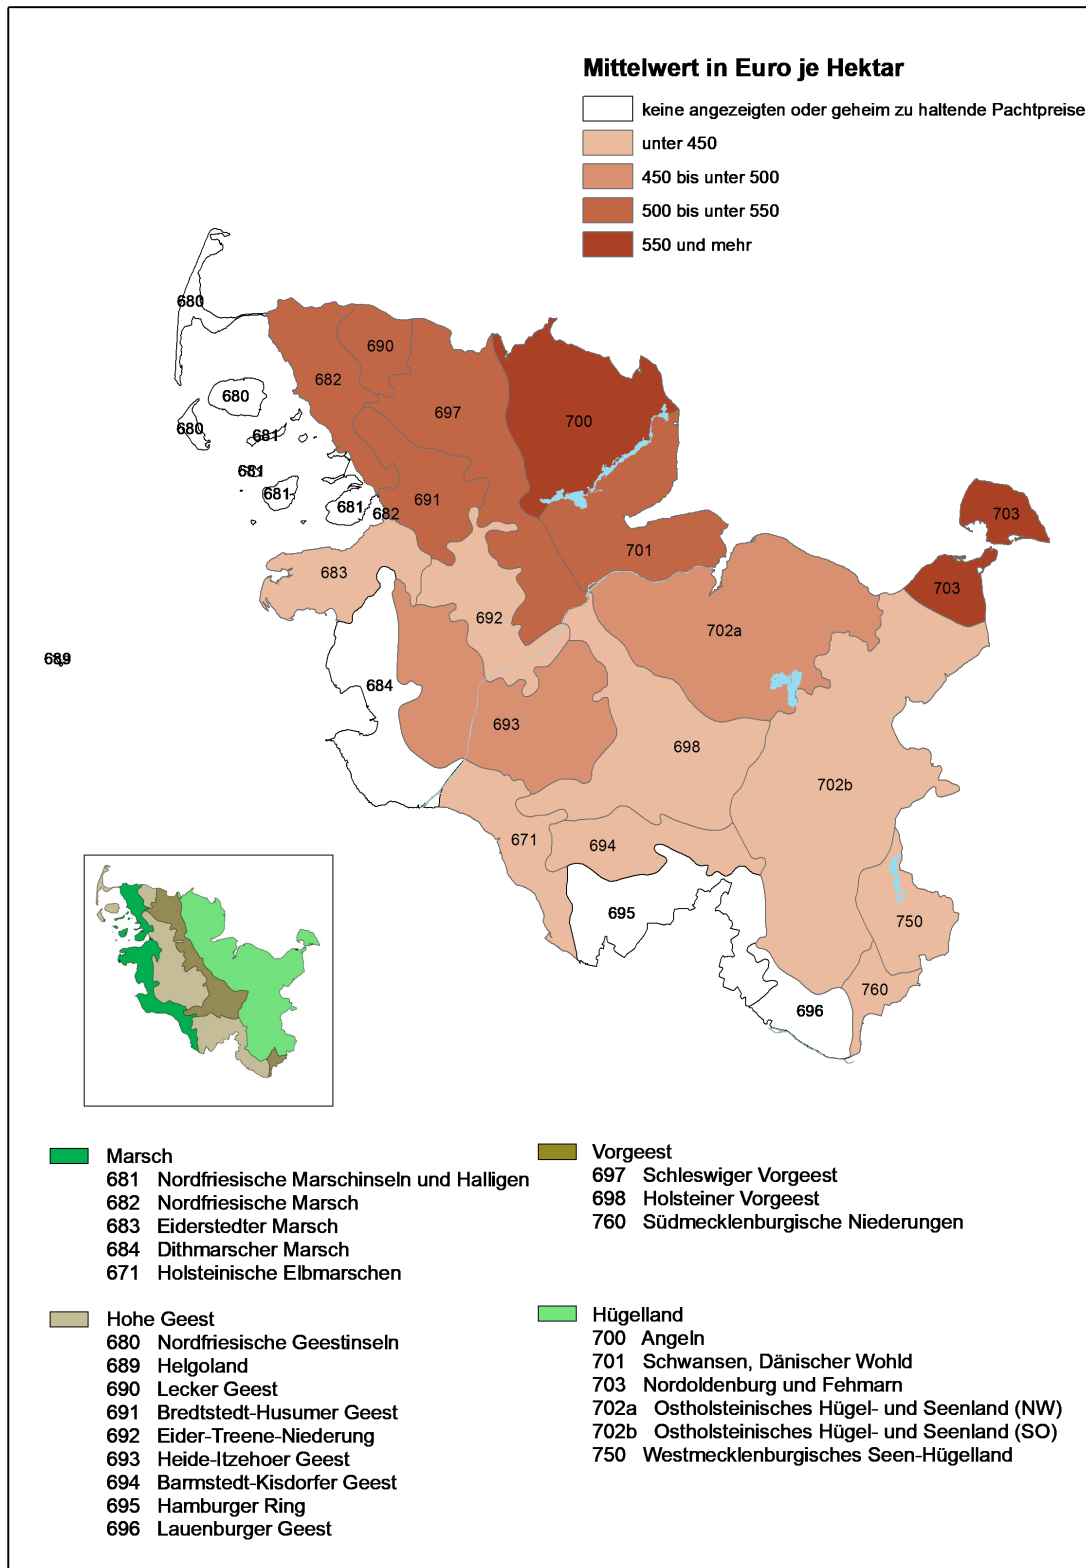 Mittelwert in Euro je Hektar
keine angezeigten oder geheim zu haltende Pachtpreise
unter 450
450 bis unter 500
500 bis unter 550
550 und mehr
680
690
682
680
697
680
681
700
681
681
691
681
682
703
701
683
703
692
702a
689
684
693
698
702b
671
694
695
750
760
696
Marsch
681 Nordfriesische Marschinseln und Halligen
682 Nordfriesische Marsch
683 Eiderstedter Marsch
684 Dithmarscher Marsch
671 Holsteinische Elbmarschen
Hohe Geest
680 Nordfriesische Geestinseln
689 Helgoland
690 Lecker Geest
691 Bredtstedt-Husumer Geest
692 Eider-Treene-Niederung
693 Heide-Itzehoer Geest
694 Barmstedt-Kisdorfer Geest
695 Hamburger Ring
696 Lauenburger Geest
Vorgeest
697 Schleswiger Vorgeest
698 Holsteiner Vorgeest
760 Südmecklenburgische Niederungen
Hügelland
700 Angeln
701 Schwansen, Dänischer Wohld
703 Nordoldenburg und Fehmarn
702a Ostholsteinisches Hügel- und Seenland (NW)
702b Ostholsteinisches Hügel- und Seenland (SO)
750 Westmecklenburgisches Seen-Hügelland